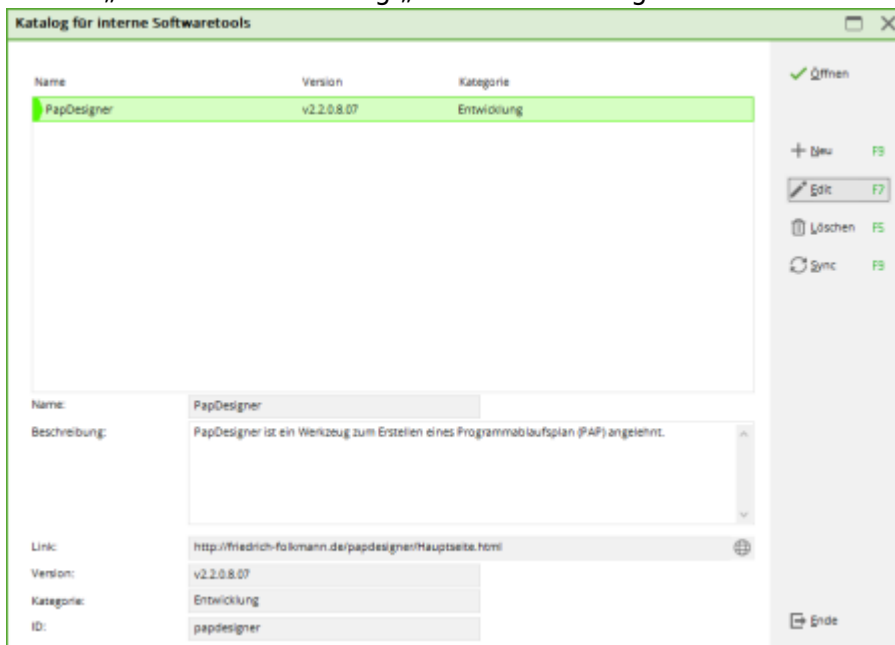 Katalog für interne Softwaretools
Name Version Kategorie
PapDesigner v2.2.0.8.07 Entwicklung
Öffnen
Neu F9
Edit F7
Löschen F5
Sync F9
Name: PapDesigner
Beschreibung: PapDesigner ist ein Werkzeug zum Erstellen eines Programmablaufsplan (PAP) angelehnt.
Link: http://friedrich-folkmann.de/papdesigner/Hauptseite.html
Version: v2.2.0.8.07
Kategorie: Entwicklung
ID: papdesigner
Ende